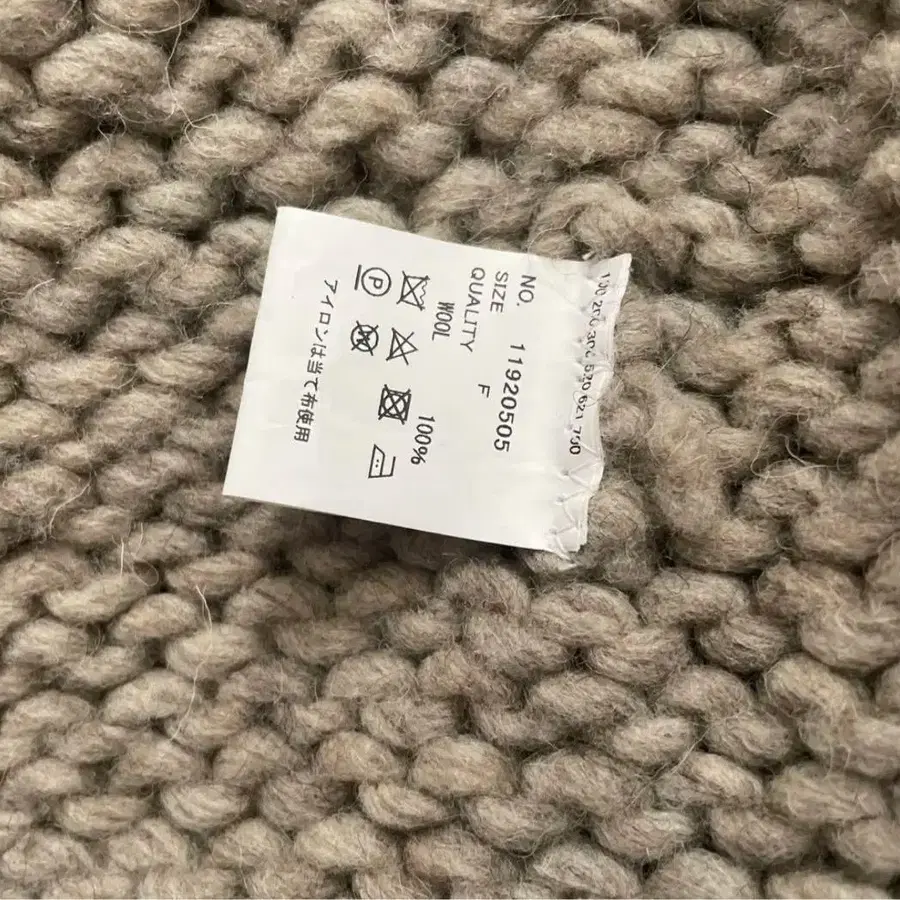 NO. 11920505
SIZE F
QUALITY
WOOL 100%
P
アイロンは当て布使用